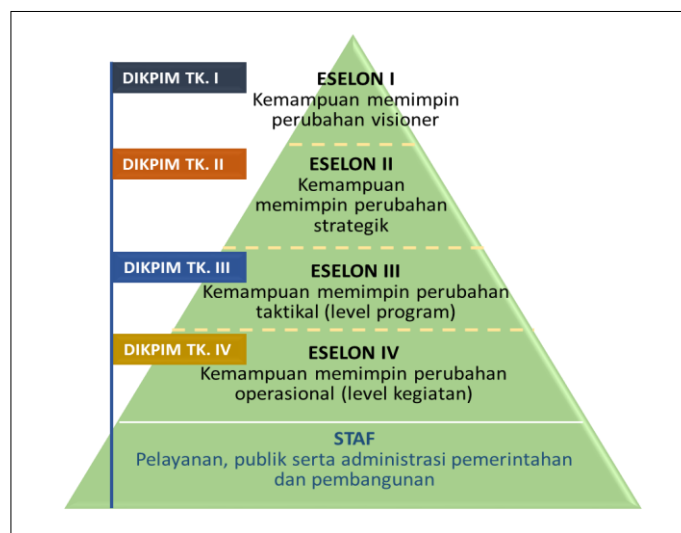 DIKPIM TK. I
ESELON I
Kemampuan memimpin
perubahan visioner
DIKPIM TK. II
ESELON II
Kemampuan
memimpin perubahan
strategik
DIKPIM TK. III
ESELON III
Kemampuan memimpin perubahan
taktikal (level program)
DIKPIM TK. IV
ESELON IV
Kemampuan memimpin perubahan
operasional (level kegiatan)
STAF
Pelayanan, publik serta administrasi pemerintahan
dan pembangunan